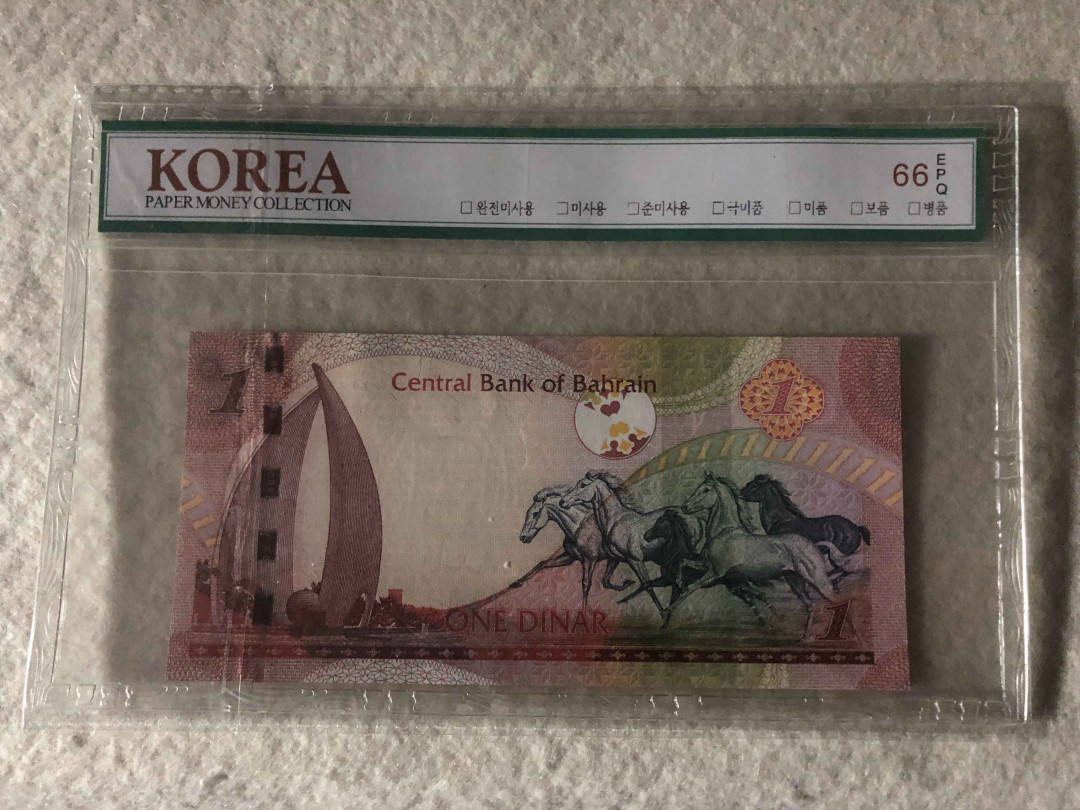 KOREA
PAPER MONEY COLLECTION
66 EPQ
□ 완전미사용 □ 미사용 □ 준미사용 □ 극미품 □ 미품 □ 보품 □ 병품
1
Central Bank of Bahrain
1
ONE DINAR
1